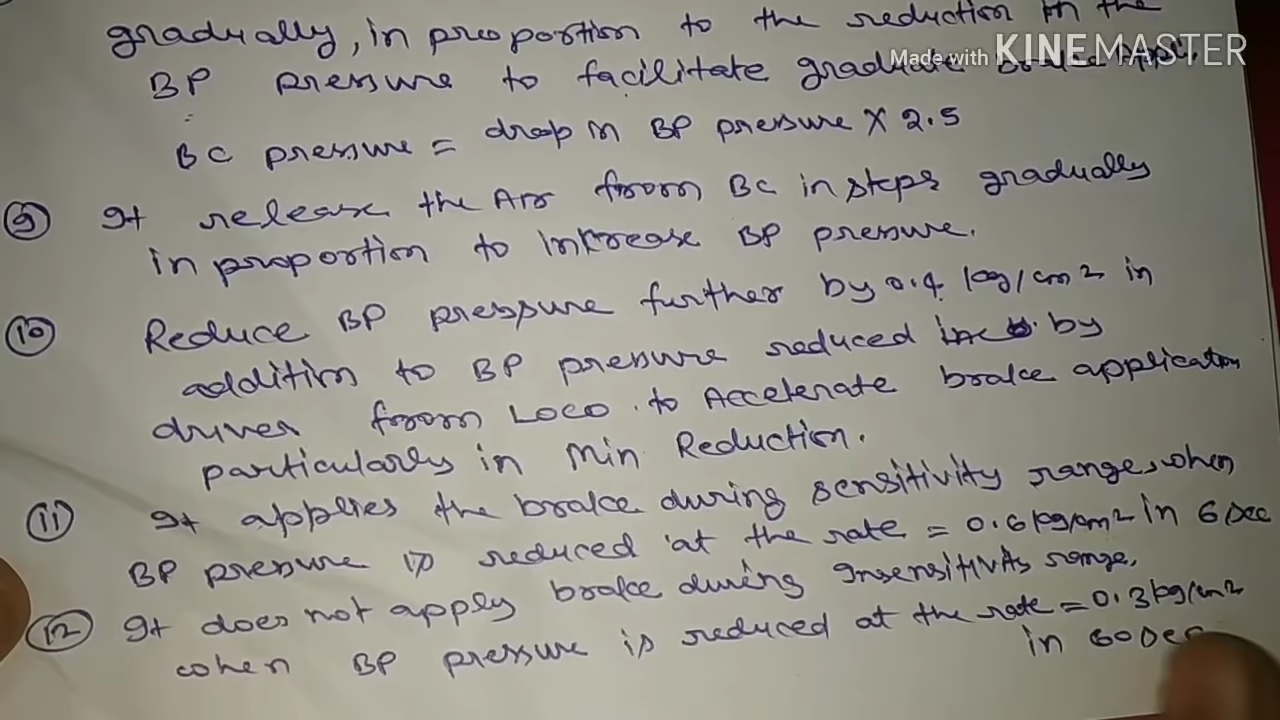 Made with KINEMASTER
gradually, in proportion to the reduction in the
BP pressure to facilitate graduate brake Appl.
BC pressure = drop in BP pressure X 2.5
9 It release the Air from BC in steps gradually
in proportion to increase BP pressure.
10 Reduce BP pressure further by 0.4 kg/cm2 in
addition to BP pressure reduced by
driver from Loco. to Accelerate brake application
particularly in Min Reduction.
11 It applies the brake during sensitivity range, when
BP pressure is reduced at the rate = 0.6 kg/cm2 in 6 sec
12 It does not apply brake during Insensitivity range,
when BP pressure is reduced at the rate = 0.3 kg/cm2
in 60 sec